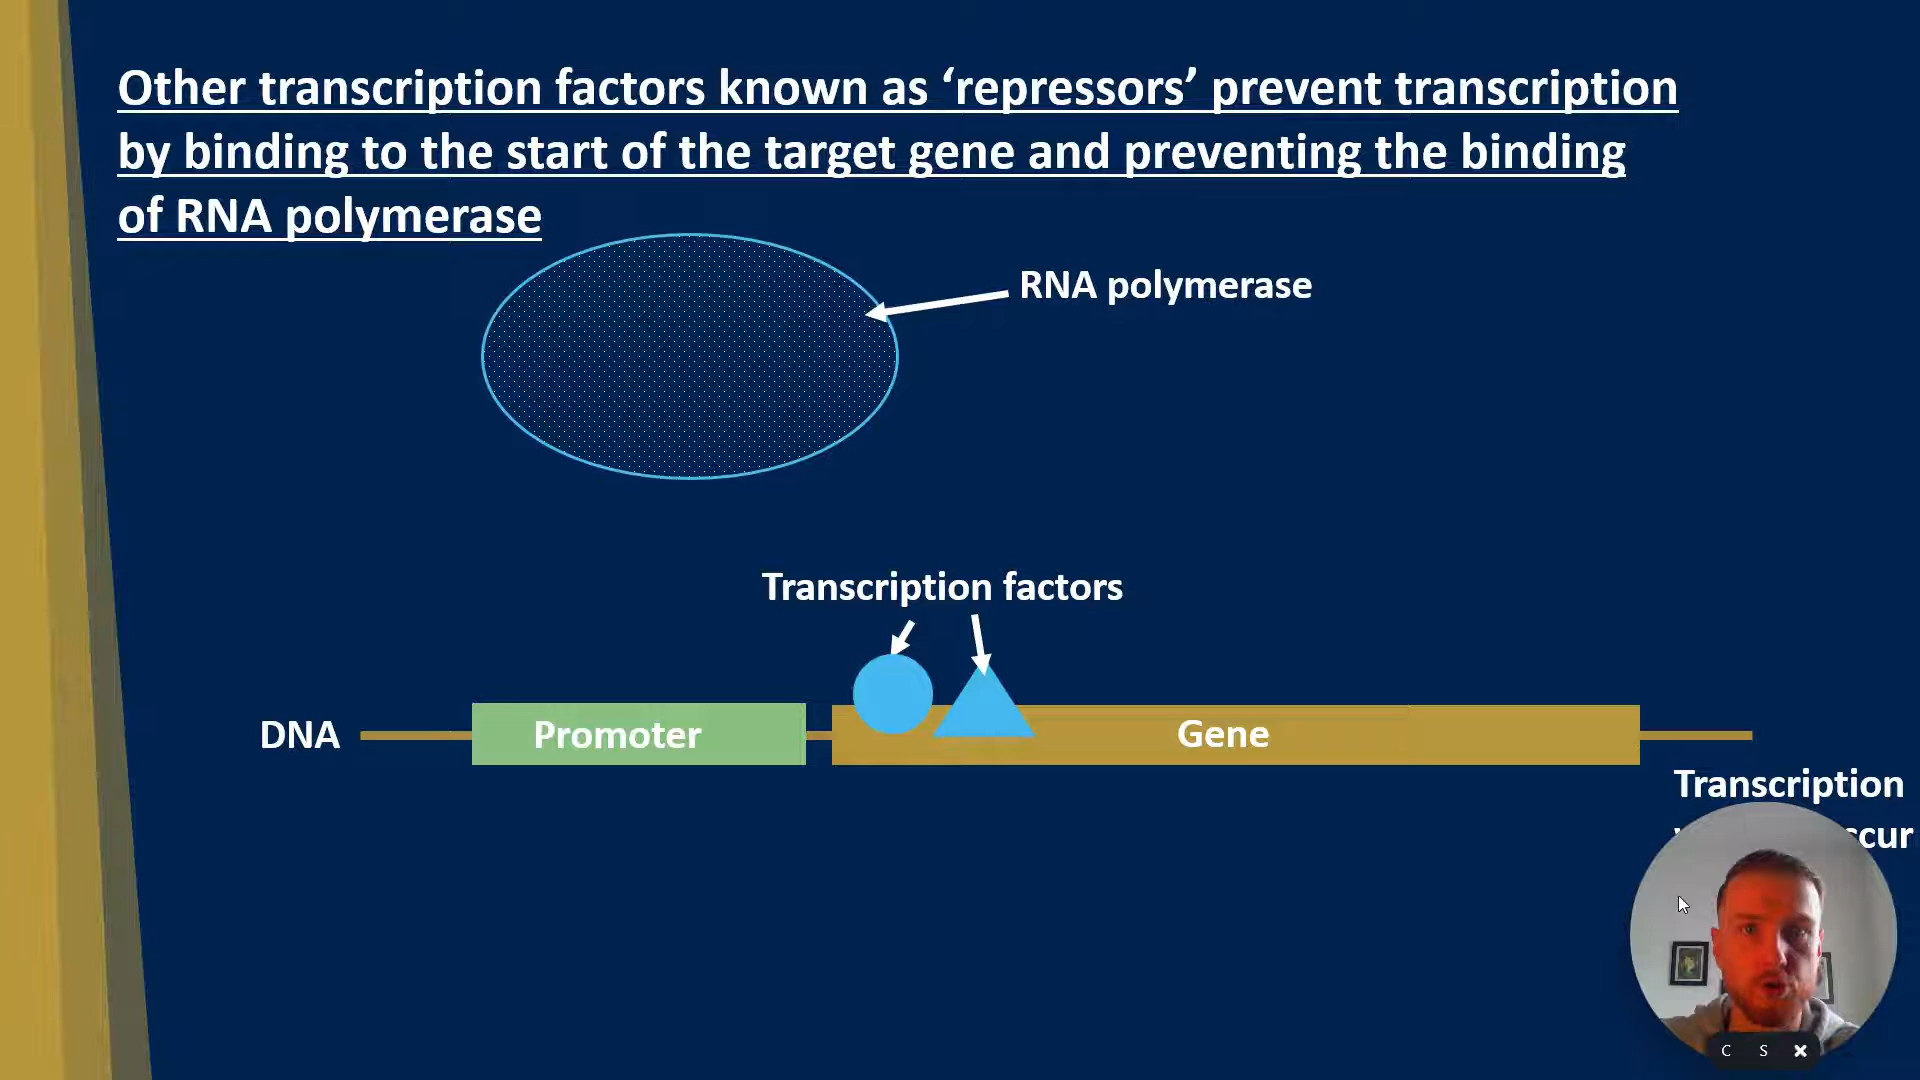 Other transcription factors known as ‘repressors’ prevent transcription
by binding to the start of the target gene and preventing the binding
of RNA polymerase
RNA polymerase
Transcription factors
DNA
Promoter
Gene
Transcription
C S